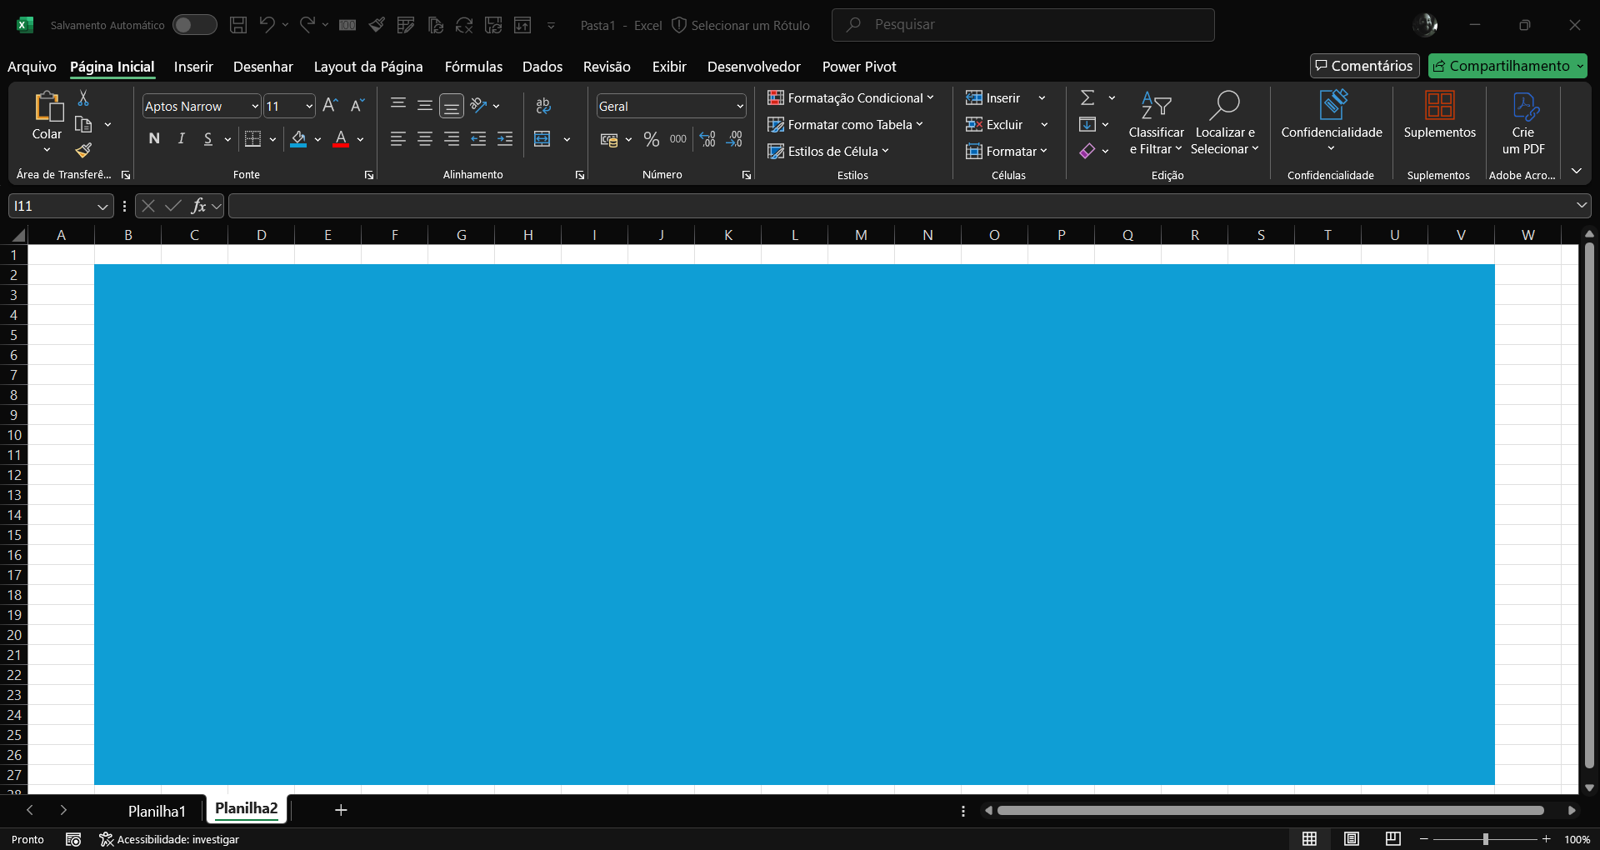 Salvamento Automático
Pasta1 - Excel
Selecionar um Rótulo
Pesquisar
Arquivo
Página Inicial
Inserir
Desenhar
Layout da Página
Fórmulas
Dados
Revisão
Exibir
Desenvolvedor
Power Pivot
Comentários
Compartilhamento
Colar
Área de Transferê...
Aptos Narrow
11
N
I
S
Fonte
ab
Alinhamento
Geral
%
000
Número
Formatação Condicional
Formatar como Tabela
Estilos de Célula
Estilos
Inserir
Excluir
Formatar
Células
Classificar
e Filtrar
Localizar e
Selecionar
Edição
Confidencialidade
Confidencialidade
Suplementos
Suplementos
Crie
um PDF
Adobe Acro...
I11
fx
A B C D E F G H I J K L M N O P Q R S T U V W
1
2
3
4
5
6
7
8
9
10
11
12
13
14
15
16
17
18
19
20
21
22
23
24
25
26
27
28
Planilha1
Planilha2
Pronto
Acessibilidade: investigar
100%